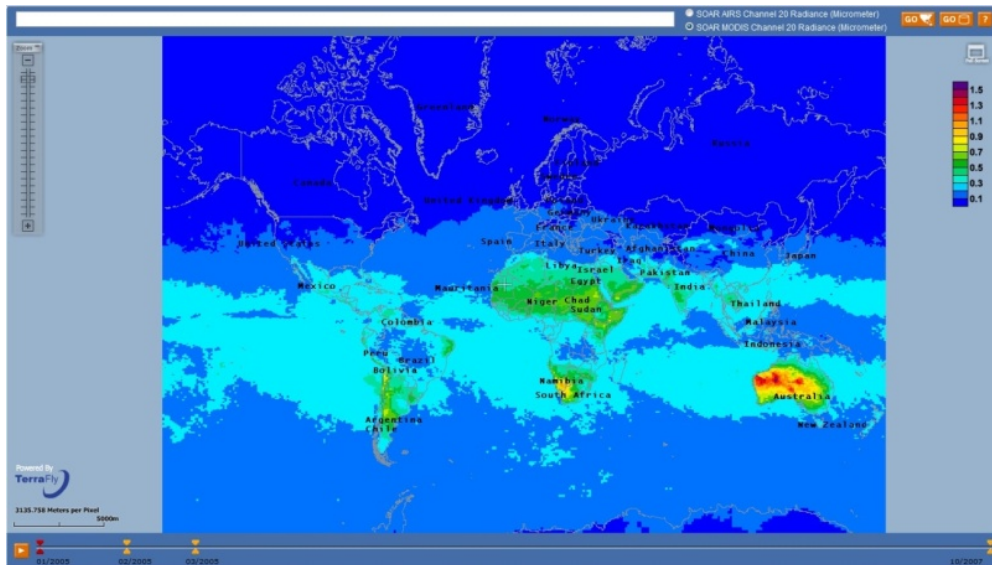 SOAR AIRS Channel 20 Radiance (Micrometer)
SOAR MODIS Channel 20 Radiance (Micrometer)
GO
GO
?
Zoom
Full Screen
1.5
1.3
1.1
0.9
0.7
0.5
0.3
0.1
Greenland
Norway
Russia
Canada
United Kingdom
Germany
Ukraine
France
Kazakhstan
Mongolia
United States
Spain
Italy
Turkey
Afghanistan
China
Japan
Iraq
Libya
Israel
Pakistan
Egypt
India
Mexico
Mauritania
Niger
Chad
Sudan
Thailand
Colombia
Malaysia
Indonesia
Peru
Brazil
Bolivia
Namibia
South Africa
Australia
Argentina
Chile
New Zealand
Powered By
TerraFly
3135.758 Meters per Pixel
5000m
01/2005
02/2005
03/2005
10/2007